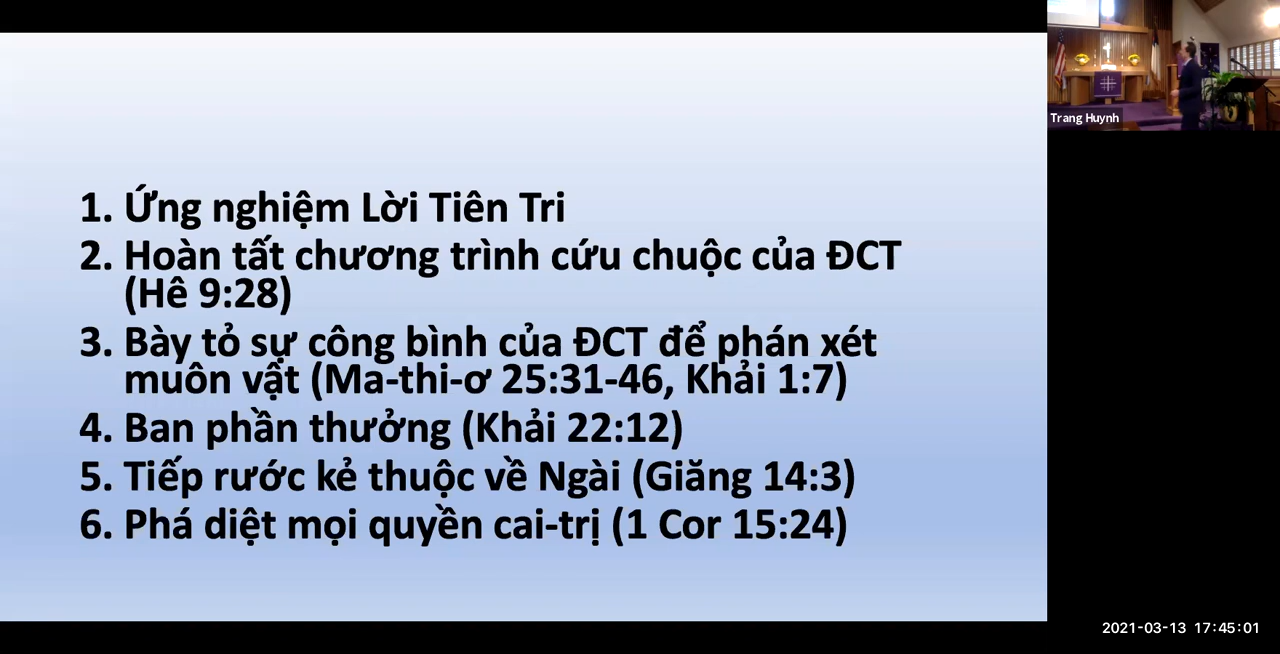 1. Ứng nghiệm Lời Tiên Tri
2. Hoàn tất chương trình cứu chuộc của ĐCT
(Hê 9:28)
3. Bày tỏ sự công bình của ĐCT để phán xét
muôn vật (Ma-thi-ơ 25:31-46, Khải 1:7)
4. Ban phần thưởng (Khải 22:12)
5. Tiếp rước kẻ thuộc về Ngài (Giăng 14:3)
6. Phá diệt mọi quyền cai-trị (1 Cor 15:24)
Trang Huynh
2021-03-13 17:45:01